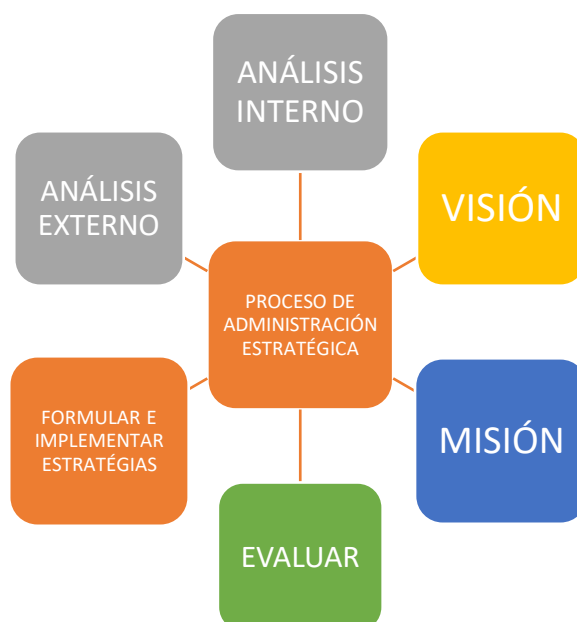 ANÁLISIS
INTERNO
ANÁLISIS
EXTERNO
VISIÓN
PROCESO DE
ADMINISTRACIÓN
ESTRATÉGICA
FORMULAR E
IMPLEMENTAR
ESTRATÉGIAS
MISIÓN
EVALUAR